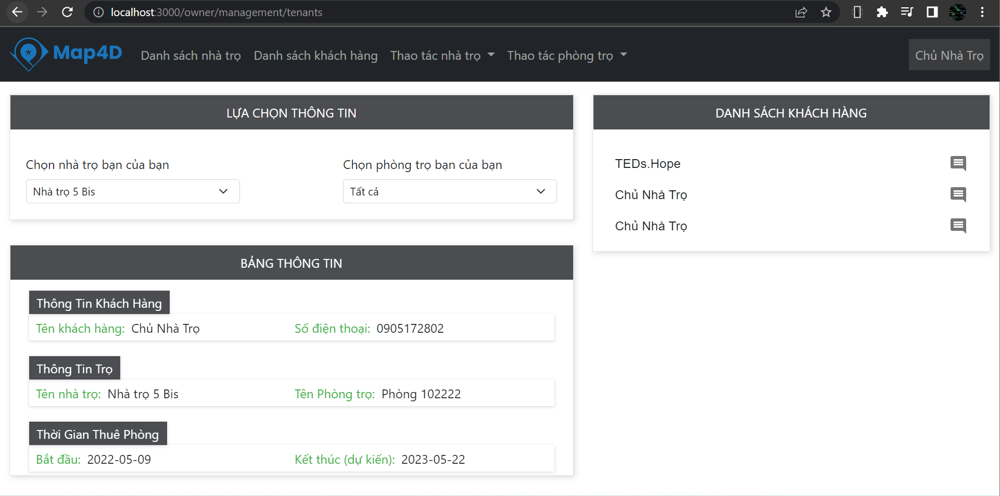 localhost:3000/owner/management/tenants
Map4D
Danh sách nhà trọ
Danh sách khách hàng
Thao tác nhà trọ
Thao tác phòng trọ
Chủ Nhà Trọ
LỰA CHỌN THÔNG TIN
Chọn nhà trọ bạn của bạn
Chọn phòng trọ bạn của bạn
Nhà trọ 5 Bis
Tất cả
BẢNG THÔNG TIN
Thông Tin Khách Hàng
Tên khách hàng: Chủ Nhà Trọ
Số điện thoại: 0905172802
Thông Tin Trọ
Tên nhà trọ: Nhà trọ 5 Bis
Tên Phòng trọ: Phòng 102222
Thời Gian Thuê Phòng
Bắt đầu: 2022-05-09
Kết thúc (dự kiến): 2023-05-22
DANH SÁCH KHÁCH HÀNG
TEDs.Hope
Chủ Nhà Trọ
Chủ Nhà Trọ